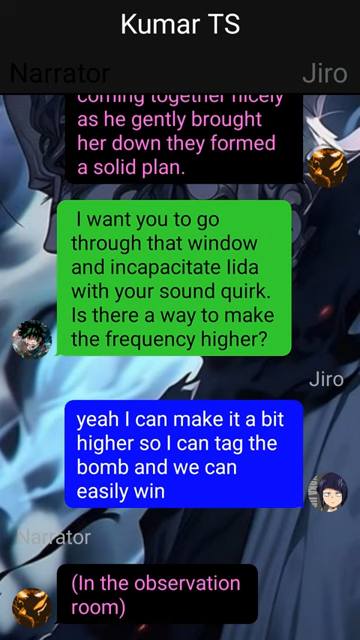 Kumar TS
Narrator
Jiro
coming together nicely
as he gently brought
her down they formed
a solid plan.
I want you to go
through that window
and incapacitate Iida
with your sound quirk.
Is there a way to make
the frequency higher?
Jiro
yeah I can make it a bit
higher so I can tag the
bomb and we can
easily win
Narrator
(In the observation
room)